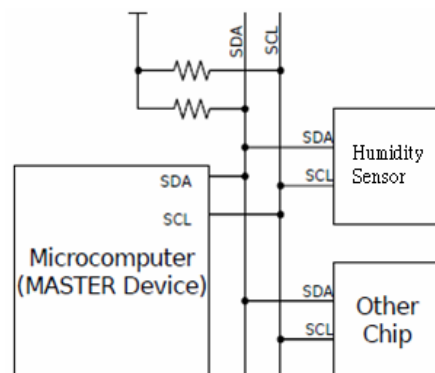 SDA
SCL
SDA
Humidity
Sensor
SCL
SDA
SCL
Microcomputer
(MASTER Device)
SDA
Other
Chip
SCL